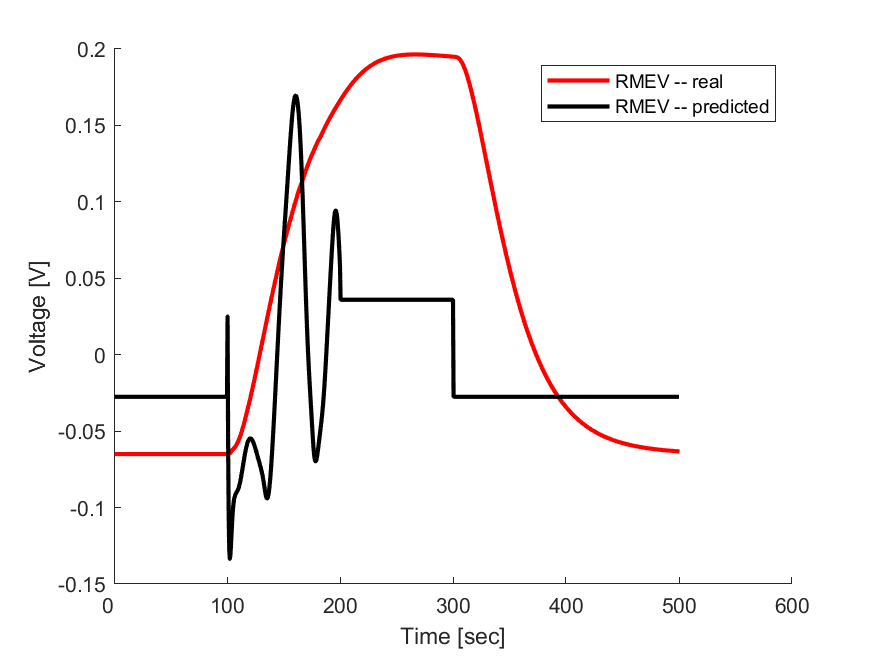 0.2
0.15
0.1
0.05
0
-0.05
-0.1
-0.15
Voltage [V]
RMEV -- real
RMEV -- predicted
0 100 200 300 400 500 600
Time [sec]